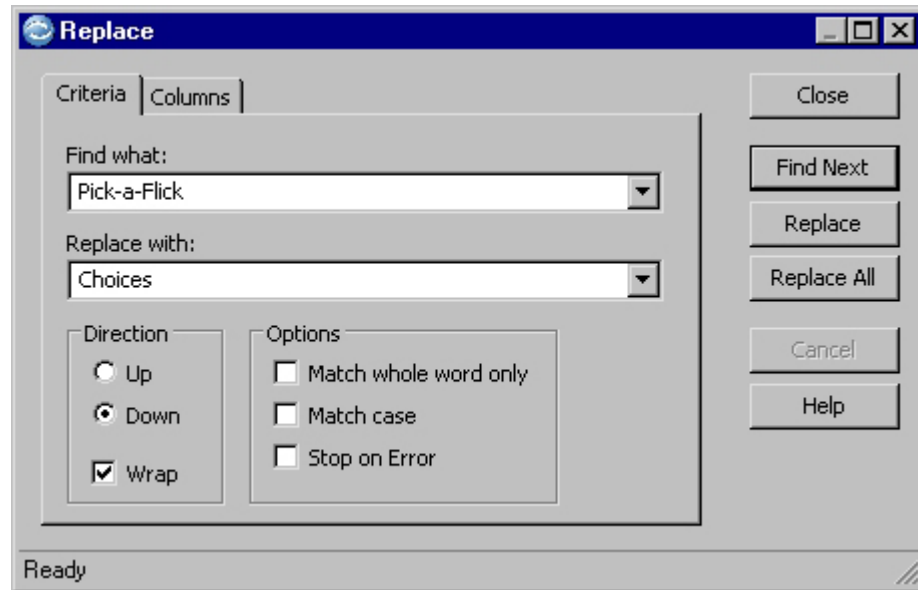 Replace
Criteria
Columns
Close
Find what:
Pick-a-Flick
Find Next
Replace
Replace with:
Choices
Replace All
Direction
Options
Cancel
Up
Match whole word only
Down
Match case
Help
Wrap
Stop on Error
Ready